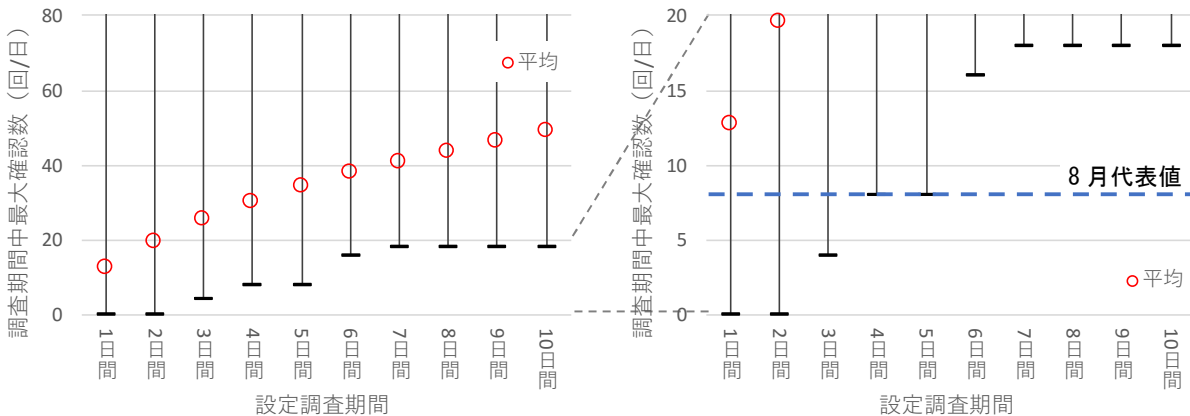 調査期間中最大確認数（回/日）
80
60
40
20
0
平均
1日間
2日間
3日間
4日間
5日間
6日間
7日間
8日間
9日間
10日間
設定調査期間
調査期間中最大確認数（回/日）
20
15
10
5
0
8月代表値
平均
1日間
2日間
3日間
4日間
5日間
6日間
7日間
8日間
9日間
10日間
設定調査期間